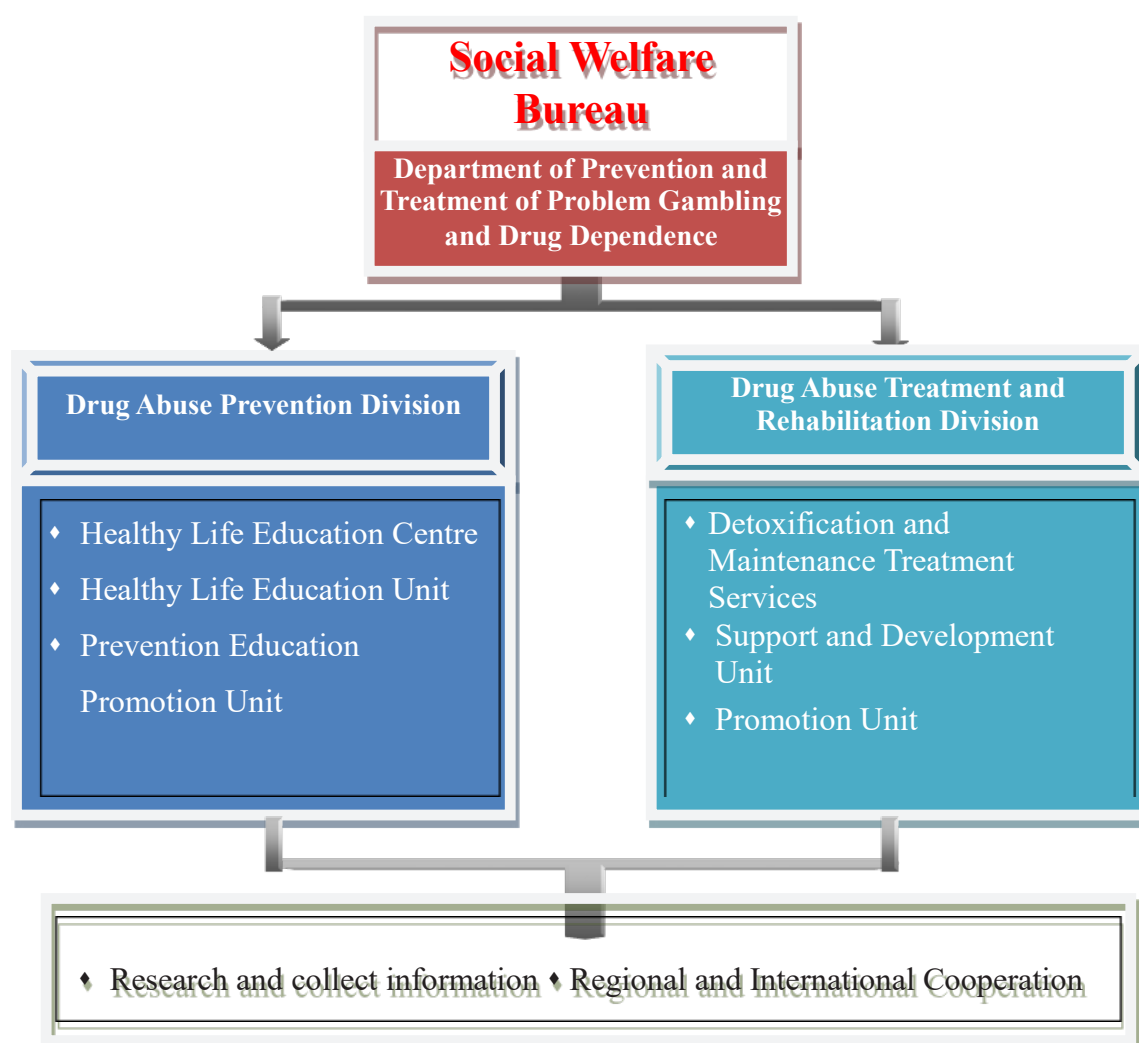 Social Welfare
Bureau
Department of Prevention and
Treatment of Problem Gambling
and Drug Dependence
Drug Abuse Prevention Division
⬧ Healthy Life Education Centre
⬧ Healthy Life Education Unit
⬧ Prevention Education
Promotion Unit
Drug Abuse Treatment and
Rehabilitation Division
⬧ Detoxification and
Maintenance Treatment
Services
⬧ Support and Development
Unit
⬧ Promotion Unit
⬧ Research and collect information ⬧ Regional and International Cooperation